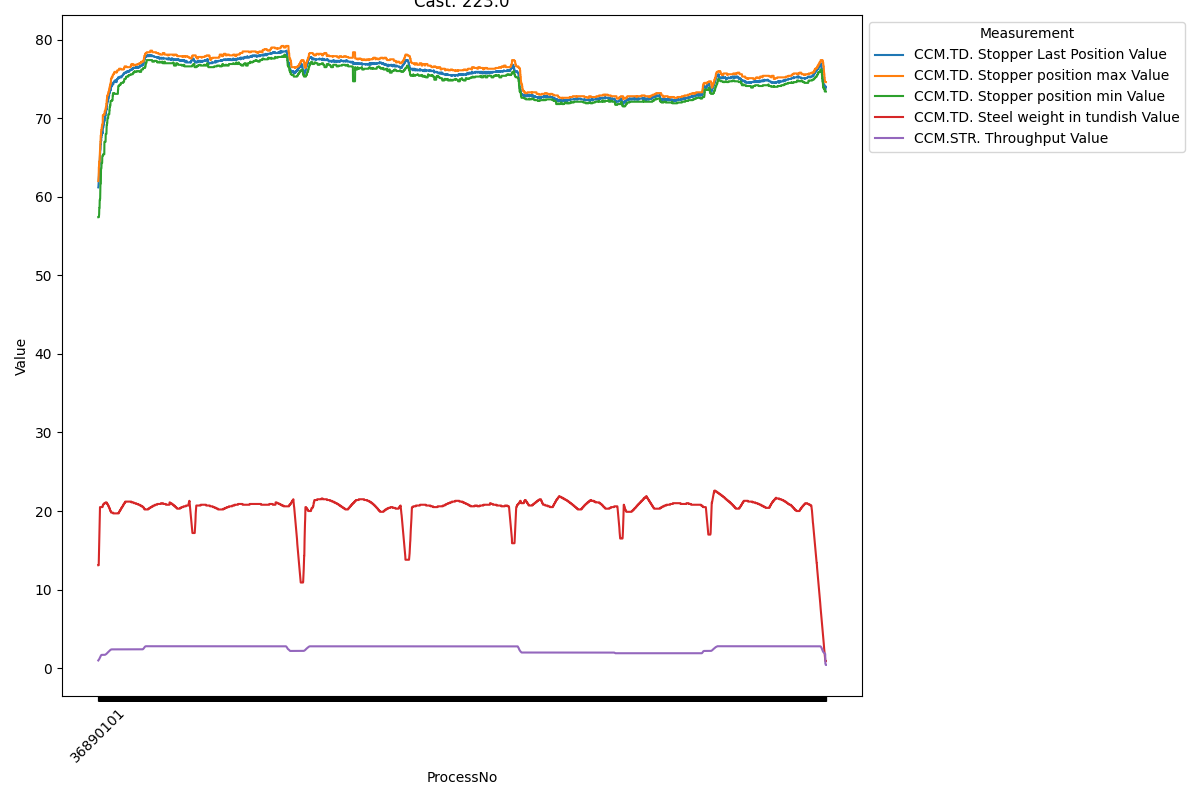 Cast: 223.0
Measurement
CCM.TD. Stopper Last Position Value
CCM.TD. Stopper position max Value
CCM.TD. Stopper position min Value
CCM.TD. Steel weight in tundish Value
CCM.STR. Throughput Value
Value
80
70
60
50
40
30
20
10
0
36890101
ProcessNo